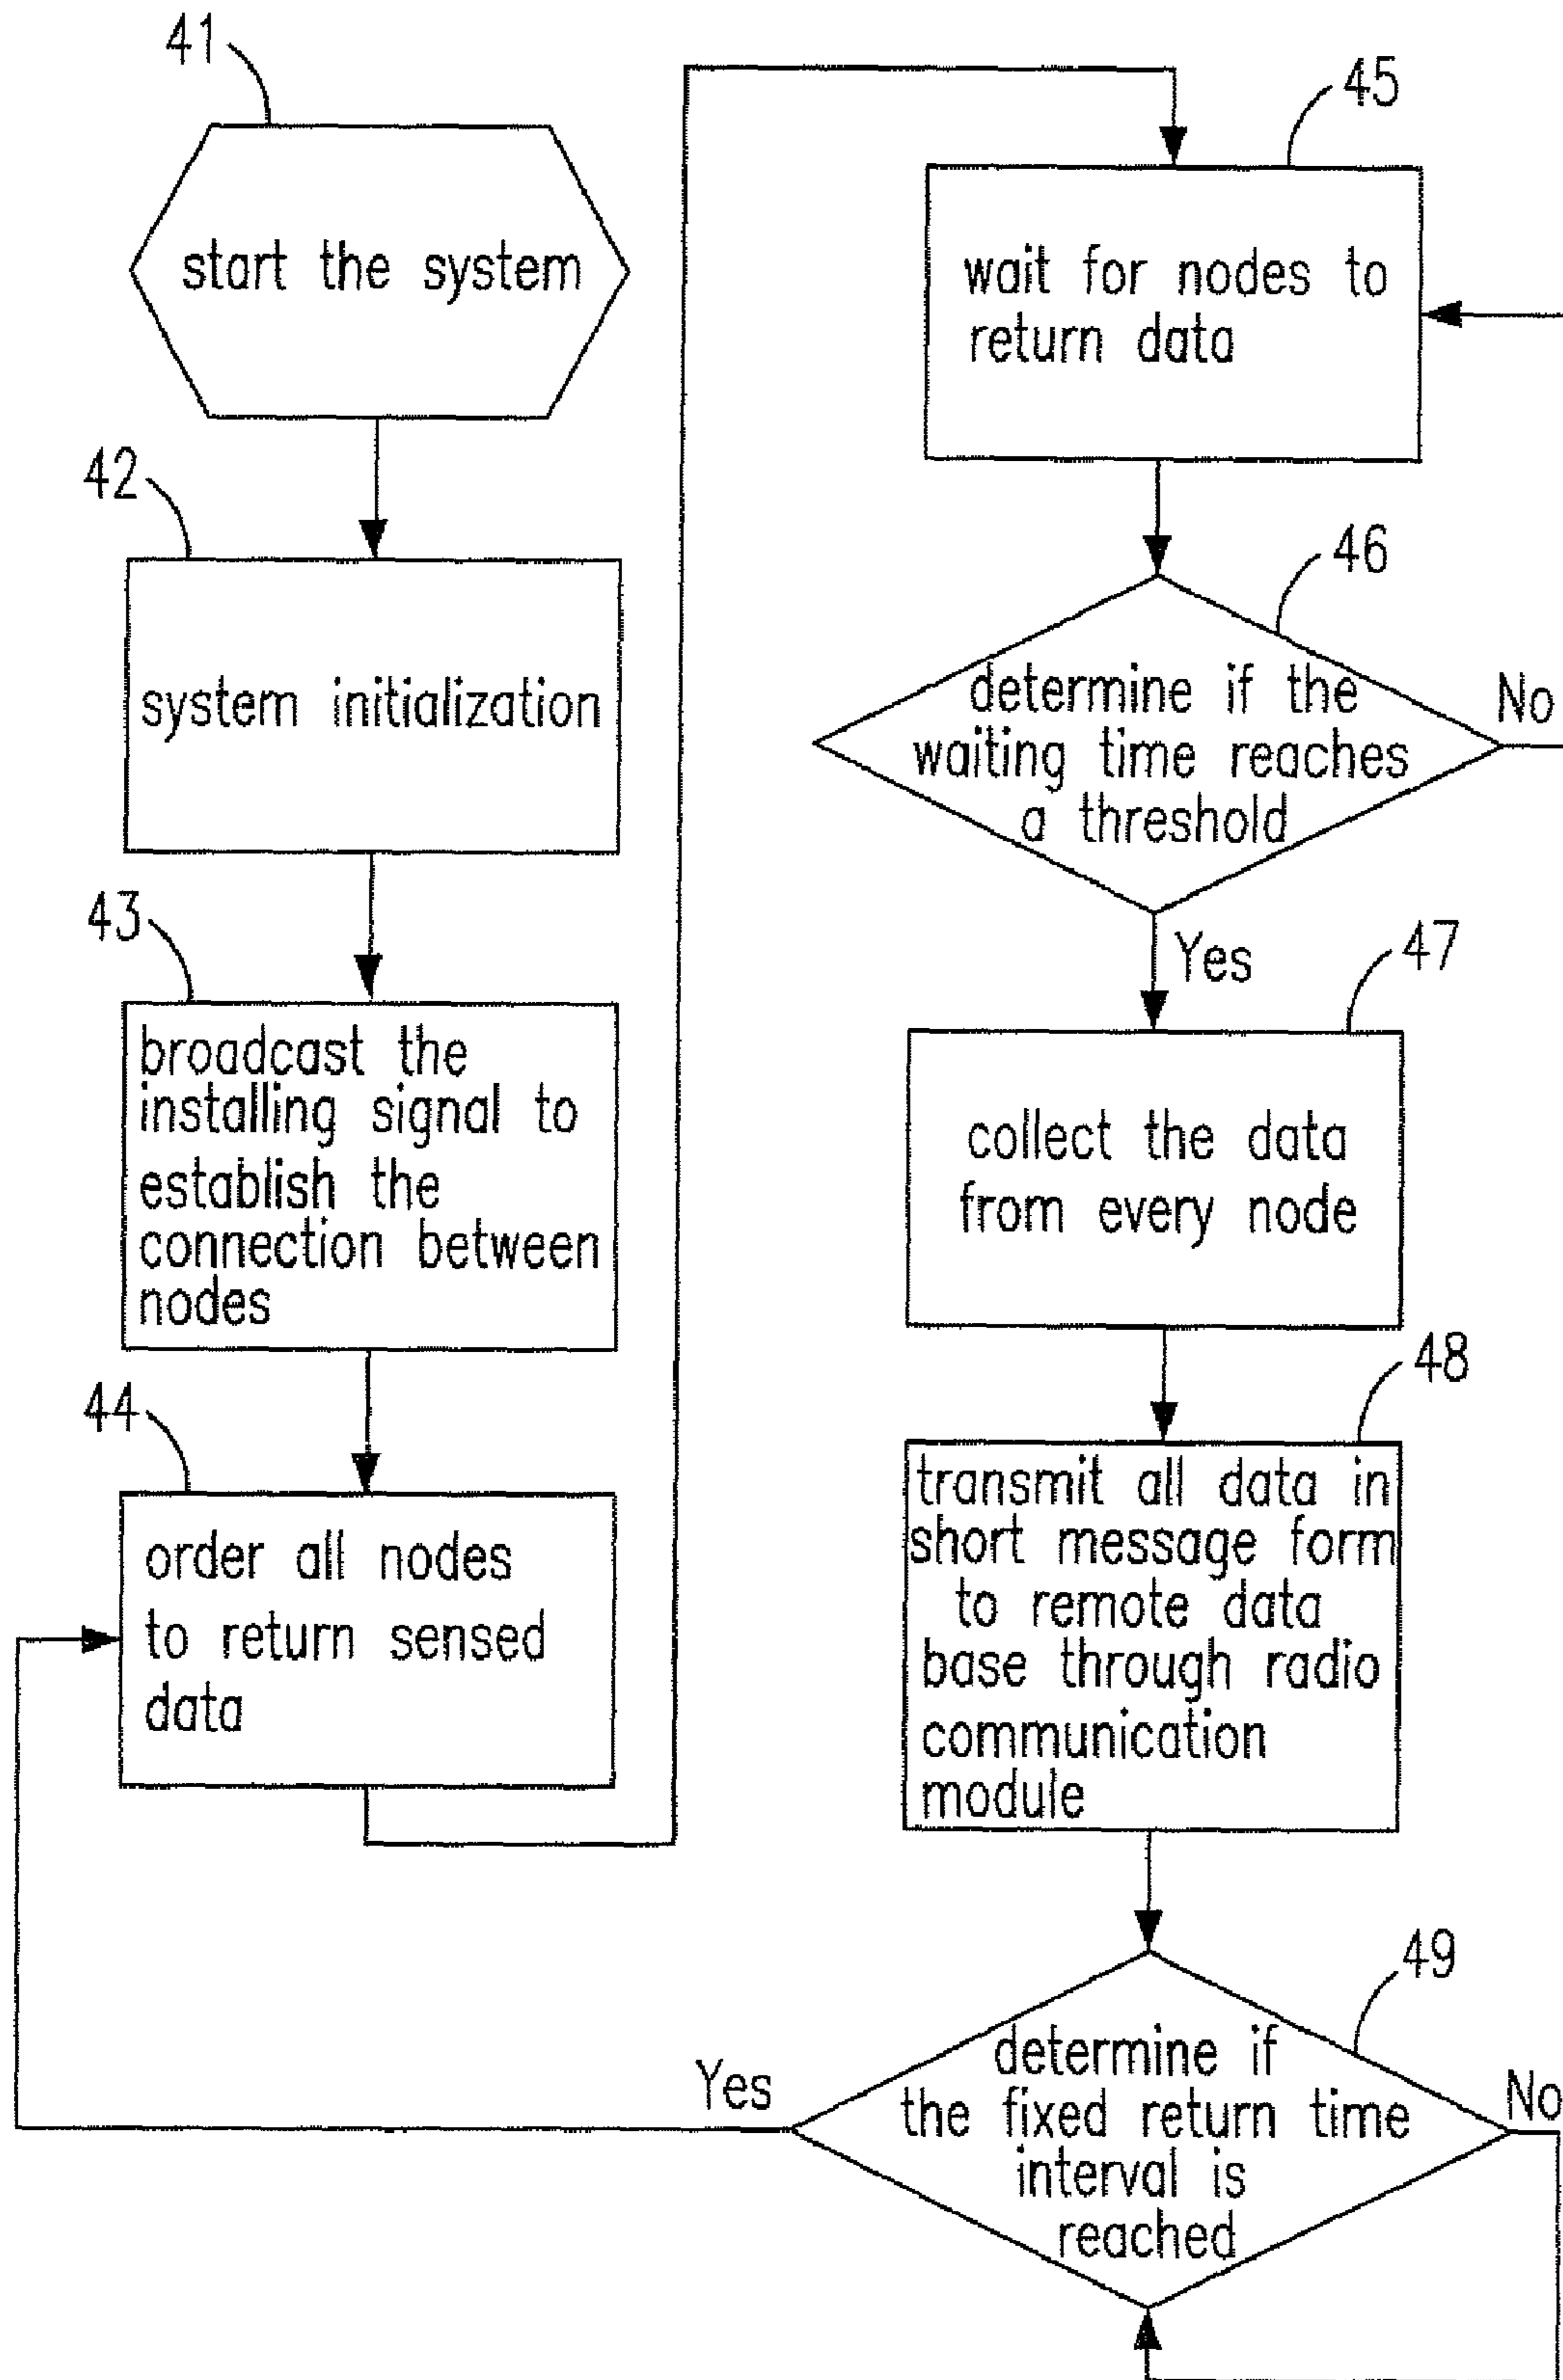 41
start the system
42
system initialization
43
broadcast the
installing signal to
establish the
connection between
nodes
44
order all nodes
to return sensed
data
45
wait for nodes to
return data
46
determine if the
waiting time reaches
a threshold
No
Yes
47
collect the data
from every node
48
transmit all data in
short message form
to remote data
base through radio
communication
module
49
determine if
the fixed return time
interval is
reached
Yes
No